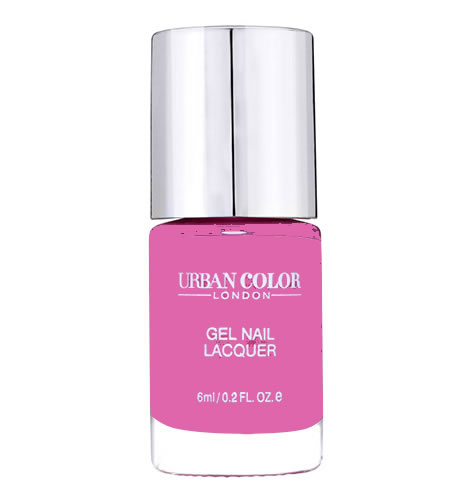 URBAN COLOR
LONDON
GEL NAIL
LACQUER
6ml / 0.2 FL. OZ. e